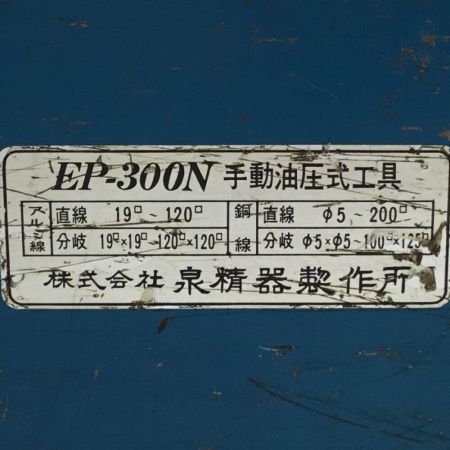 EP-300N 手動油圧式工具
アルミ線 直線 19□ ~ 120□ 銅線 直線 φ5 ~ 200□
分岐 19□×19□~120□×120□ 分岐 φ5×φ5~100□×125□
株式会社 泉精器製作所